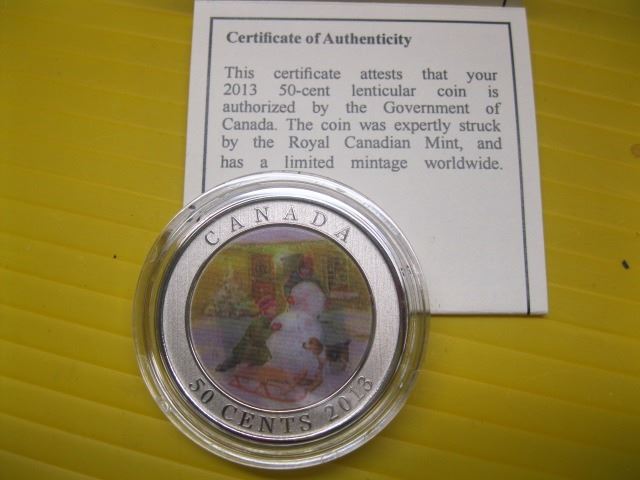 Certificate of Authenticity
This certificate attests that your
2013 50-cent lenticular coin is
authorized by the Government of
Canada. The coin was expertly struck
by the Royal Canadian Mint, and
has a limited mintage worldwide.
CANADA
50 CENTS 2013